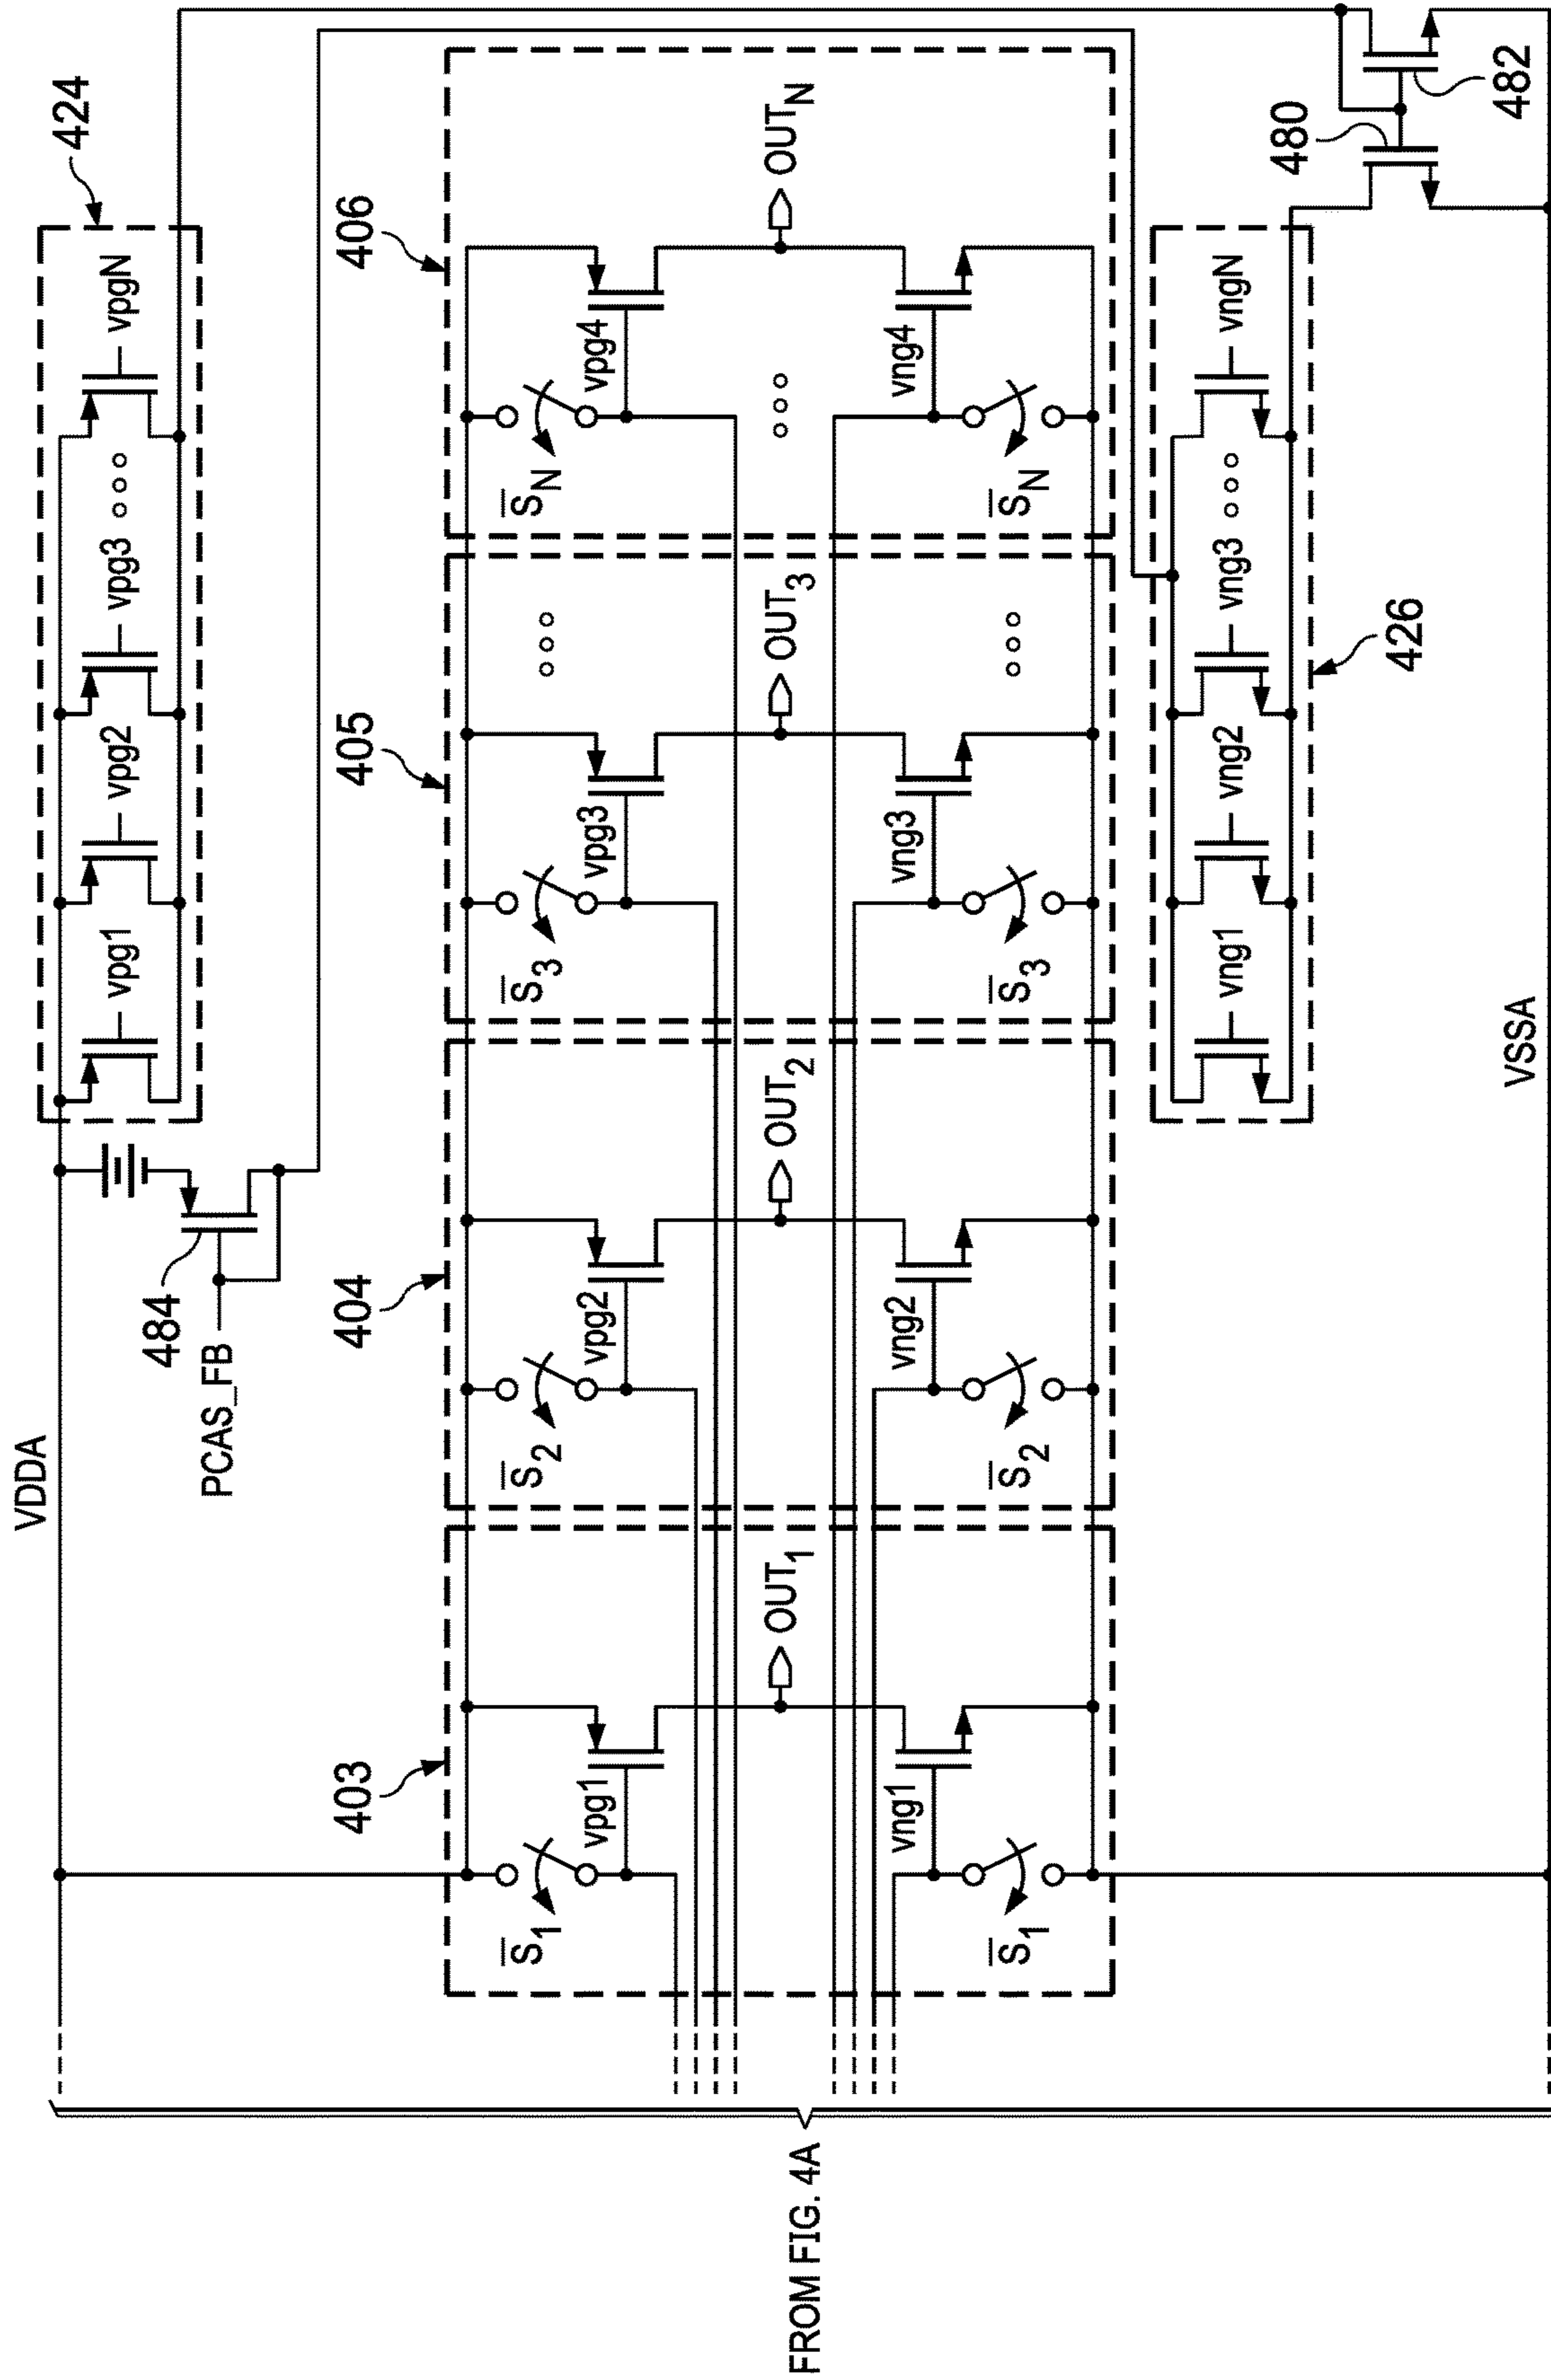 FROM FIG. 4A
VDDA
PCAS_FB
484
vpg1
vpg2
vpg3
vpgN
424
403
404
405
406
S̅1
vpg1
S̅2
vpg2
S̅3
vpg3
S̅N
vpg4
OUT1
OUT2
OUT3
OUTN
S̅1
vng1
S̅2
vng2
S̅3
vng3
S̅N
vng4
vng1
vng2
vng3
vngN
426
480
482
VSSA